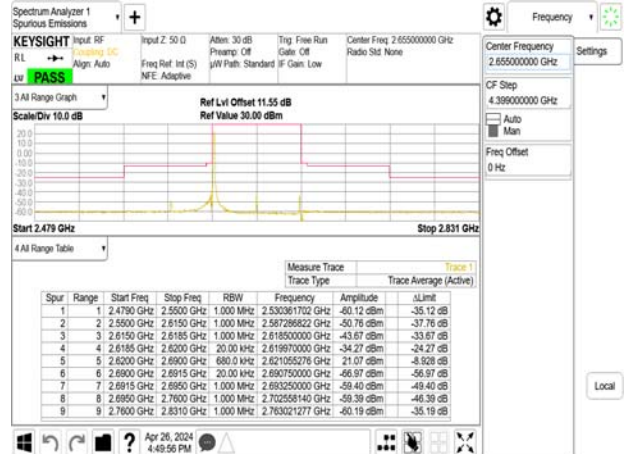 Spectrum Analyzer 1
Spurious Emissions
Frequency
KEYSIGHT
Input: RF
Input Z: 50 Ω
Atten: 30 dB
Trig: Free Run
Center Freq: 2.655000000 GHz
RL
Coupling: DC
Preamp: Off
Gate: Off
Radio Std: None
Align: Auto
Freq Ref: Int (S)
µW Path: Standard
IF Gain: Low
NFE: Adaptive
PASS
Center Frequency
2.655000000 GHz
Settings
CF Step
4.399000000 GHz
Auto
Man
Freq Offset
0 Hz
Local
3 All Range Graph
Ref Lvl Offset 11.55 dB
Scale/Div 10.0 dB
Ref Value 30.00 dBm
20.0
10.0
0.00
-10.0
-20.0
-30.0
-40.0
-50.0
-60.0
Start 2.479 GHz
Stop 2.831 GHz
4 All Range Table
Measure Trace Trace 1
Trace Type Trace Average (Active)
Spur Range Start Freq Stop Freq RBW Frequency Amplitude ΔLimit
1 1 2.4790 GHz 2.5500 GHz 1.000 MHz 2.530361702 GHz -60.12 dBm -35.12 dB
2 2 2.5500 GHz 2.6150 GHz 1.000 MHz 2.587286822 GHz -50.76 dBm -37.76 dB
3 3 2.6150 GHz 2.6185 GHz 1.000 MHz 2.618500000 GHz -43.67 dBm -33.67 dB
4 4 2.6185 GHz 2.6200 GHz 20.00 kHz 2.619970000 GHz -34.27 dBm -24.27 dB
5 5 2.6200 GHz 2.6900 GHz 680.0 kHz 2.621055276 GHz 21.07 dBm -8.928 dB
6 6 2.6900 GHz 2.6915 GHz 20.00 kHz 2.690750000 GHz -66.97 dBm -56.97 dB
7 7 2.6915 GHz 2.6950 GHz 1.000 MHz 2.693250000 GHz -59.40 dBm -49.40 dB
8 8 2.6950 GHz 2.7600 GHz 1.000 MHz 2.702558140 GHz -59.39 dBm -46.39 dB
9 9 2.7600 GHz 2.8310 GHz 1.000 MHz 2.763021277 GHz -60.19 dBm -35.19 dB
?
Apr 26, 2024
4:49:56 PM